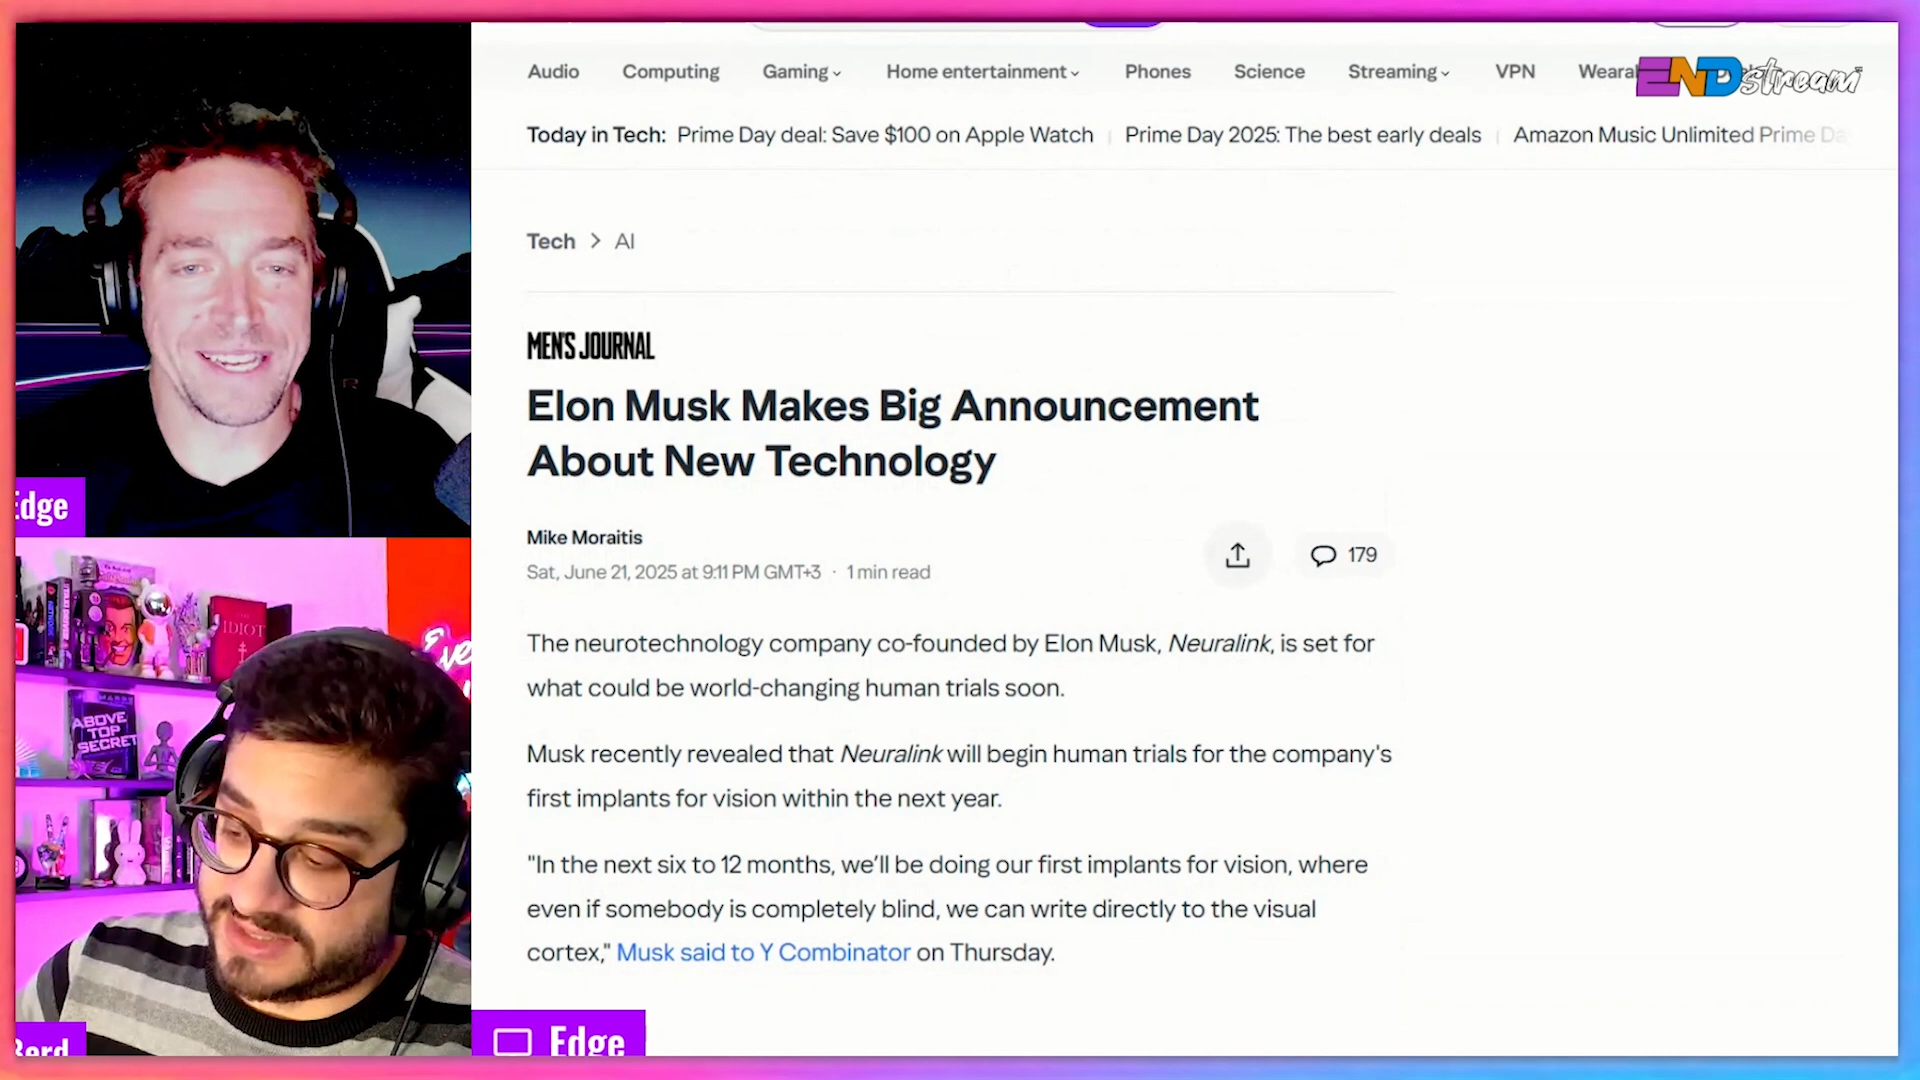 Audio Computing Gaming Home entertainment Phones Science Streaming VPN Wearal
ENDstream
Today in Tech: Prime Day deal: Save $100 on Apple Watch Prime Day 2025: The best early deals Amazon Music Unlimited Prime Da
Tech > AI
MEN'S JOURNAL
Elon Musk Makes Big Announcement
About New Technology
Mike Moraitis
Sat, June 21, 2025 at 9:11 PM GMT+3 · 1 min read
179
The neurotechnology company co-founded by Elon Musk, Neuralink, is set for
what could be world-changing human trials soon.
Musk recently revealed that Neuralink will begin human trials for the company's
first implants for vision within the next year.
"In the next six to 12 months, we’ll be doing our first implants for vision, where
even if somebody is completely blind, we can write directly to the visual
cortex," Musk said to Y Combinator on Thursday.
Edge
Edge
IDIOT
Eve
ABOVE
TOP
SECRET
Berd